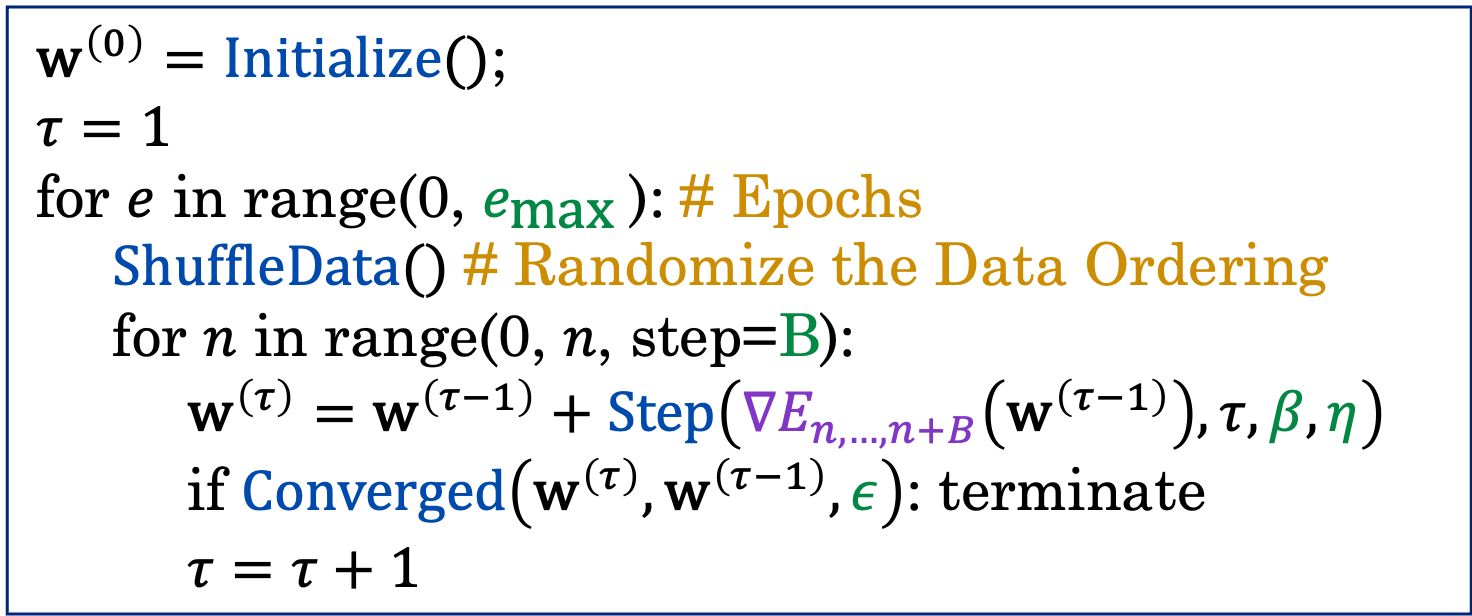 𝐰⁽⁰⁾ = Initialize();
τ = 1
for e in range(0, e_max ): # Epochs
ShuffleData() # Randomize the Data Ordering
for n in range(0, n, step=B):
𝐰^(τ) = 𝐰^(τ−1) + Step(∇E_{n,…,n+B}(𝐰^(τ−1)), τ, β, η)
if Converged(𝐰^(τ), 𝐰^(τ−1), ϵ): terminate
τ = τ + 1